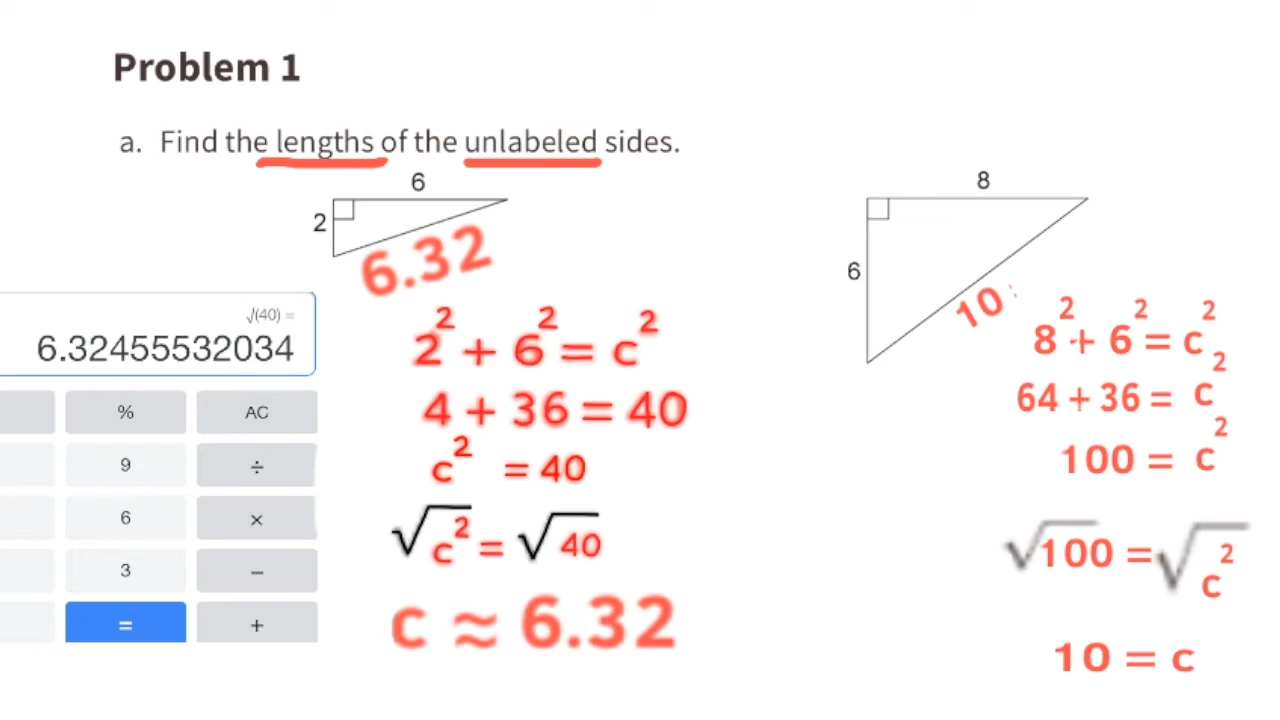 Problem 1
a. Find the lengths of the unlabeled sides.
6
2
6.32
2² + 6² = c²
4 + 36 = 40
c² = 40
√c² = √40
c ≈ 6.32
√(40) =
6.32455532034
% AC
9 ÷
6 ×
3 −
= +
8
6
10
8² + 6² = c²
64 + 36 = c²
100 = c²
√100 = √c²
10 = c